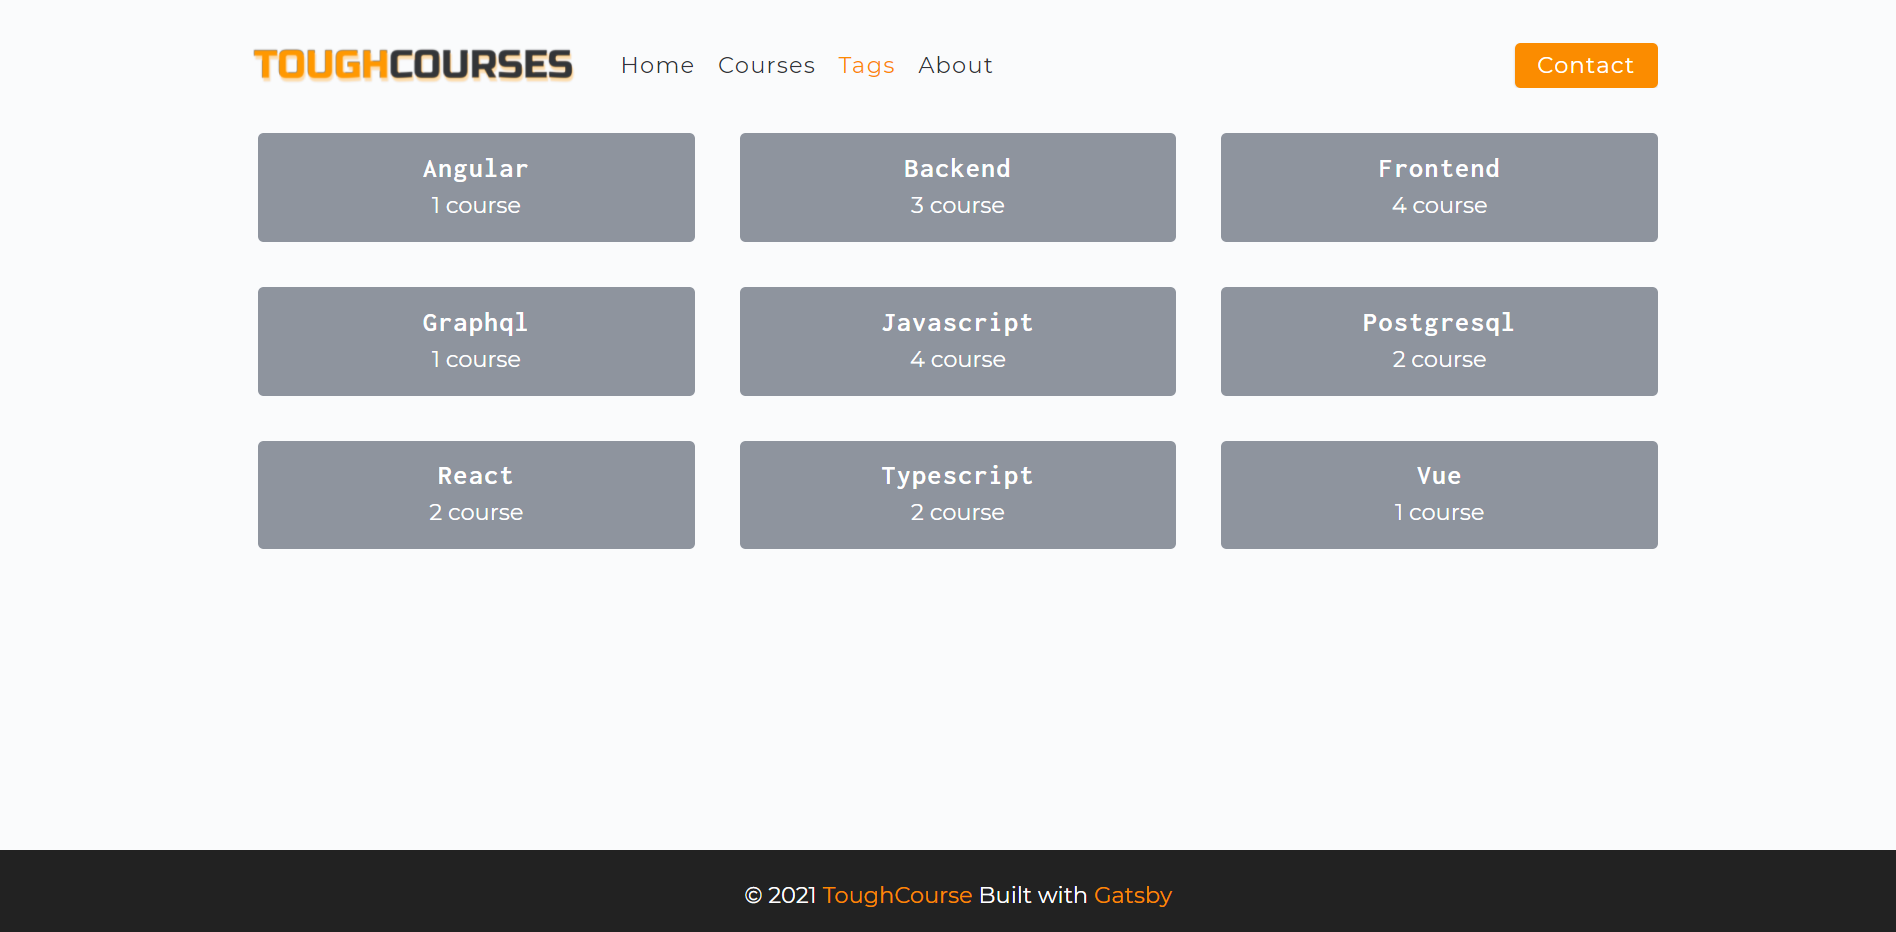 TOUGHCOURSES Home Courses Tags About Contact
Angular
1 course
Backend
3 course
Frontend
4 course
Graphql
1 course
Javascript
4 course
Postgresql
2 course
React
2 course
Typescript
2 course
Vue
1 course
© 2021 ToughCourse Built with Gatsby